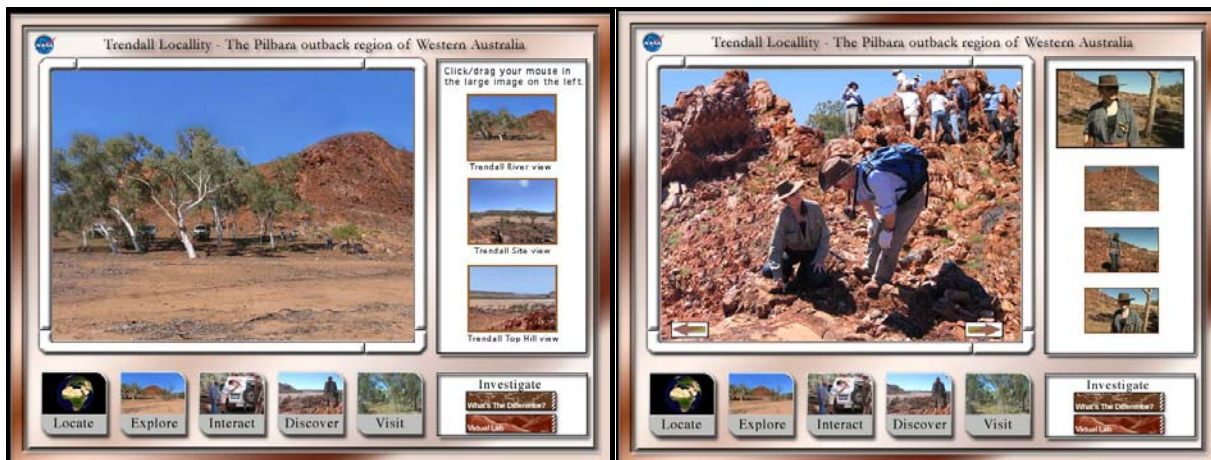 NASA
Trendall Locallity - The Pilbara outback region of Western Australia
Click/drag your mouse in
the large image on the left.
Trendall River view
Trendall Site view
Trendall Top Hill view
Locate
Explore
Interact
Discover
Visit
Investigate
What's The Difference?
Virtual Lab
NASA
Trendall Locallity - The Pilbara outback region of Western Australia
Locate
Explore
Interact
Discover
Visit
Investigate
What's The Difference?
Virtual Lab